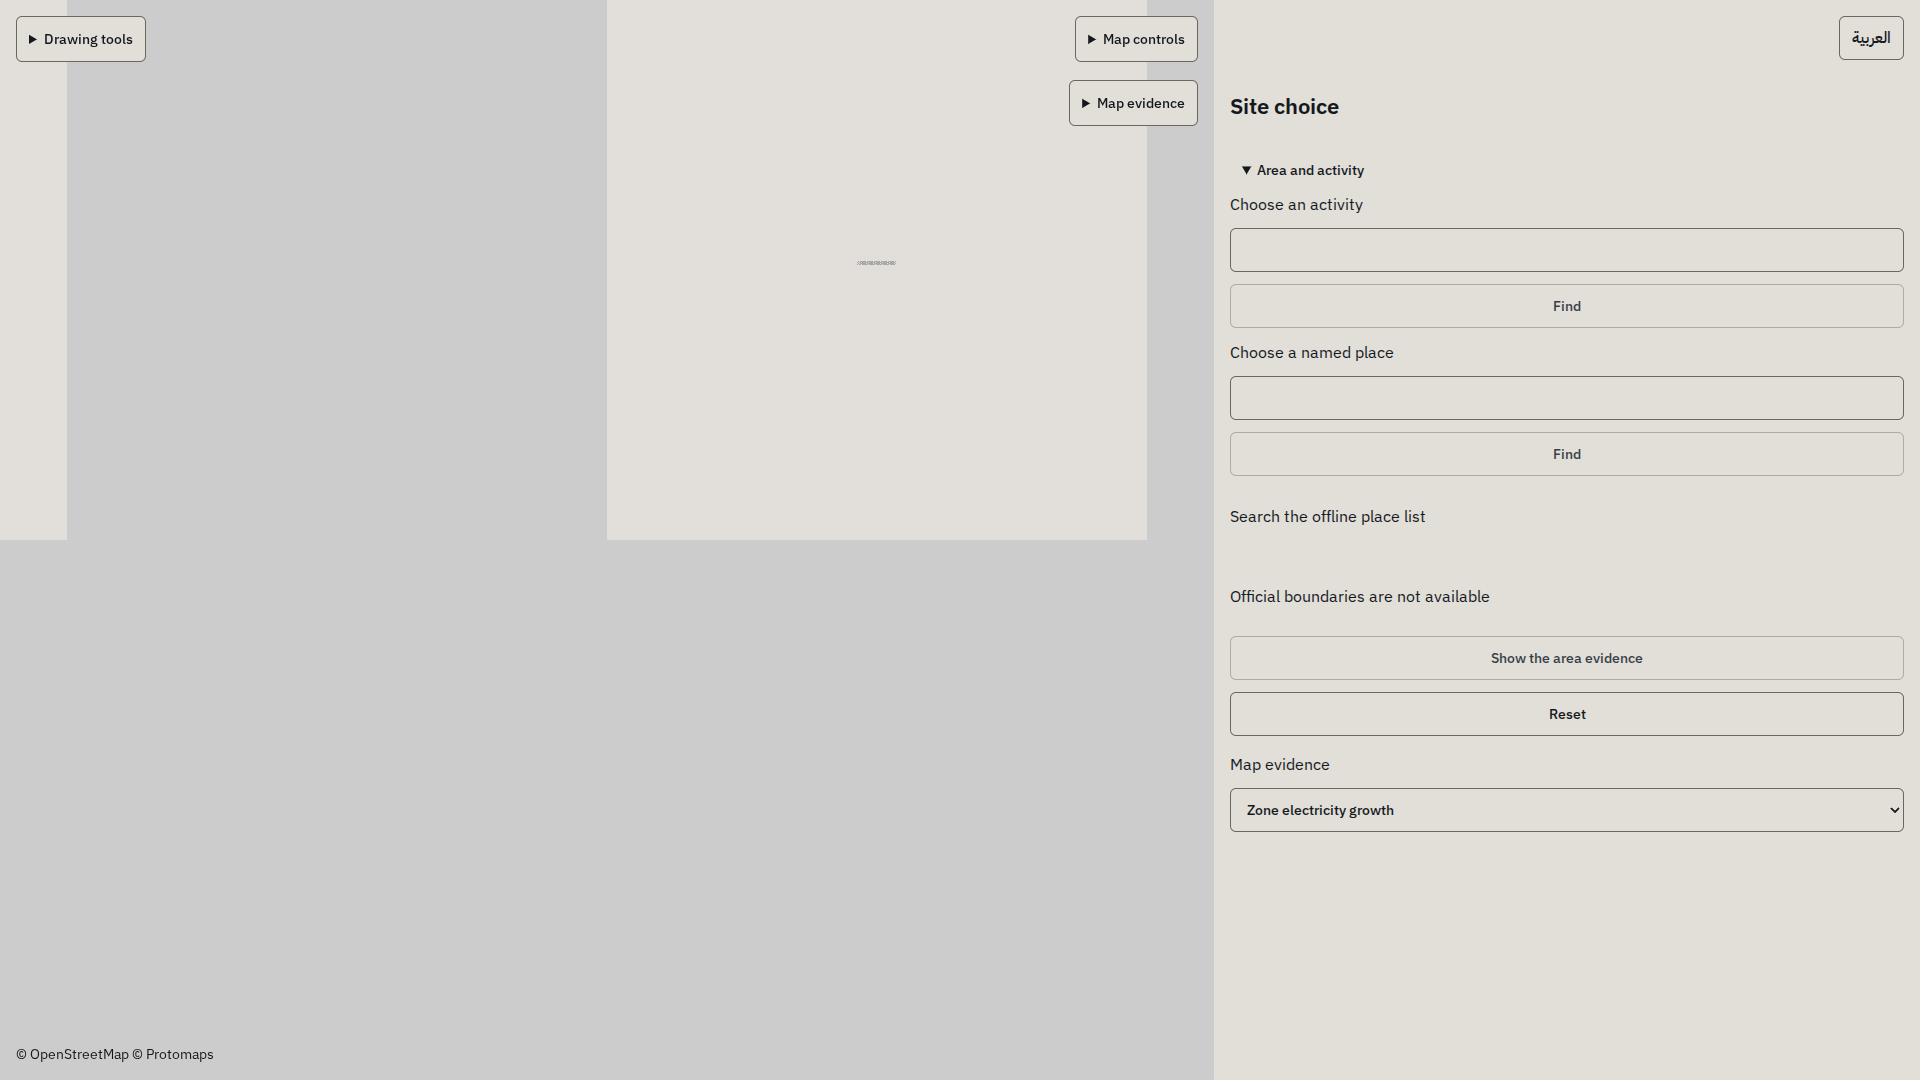 Drawing tools
Map controls
Map evidence
© OpenStreetMap © Protomaps
العربية
Site choice
Area and activity
Choose an activity
Find
Choose a named place
Find
Search the offline place list
Official boundaries are not available
Show the area evidence
Reset
Map evidence
Zone electricity growth